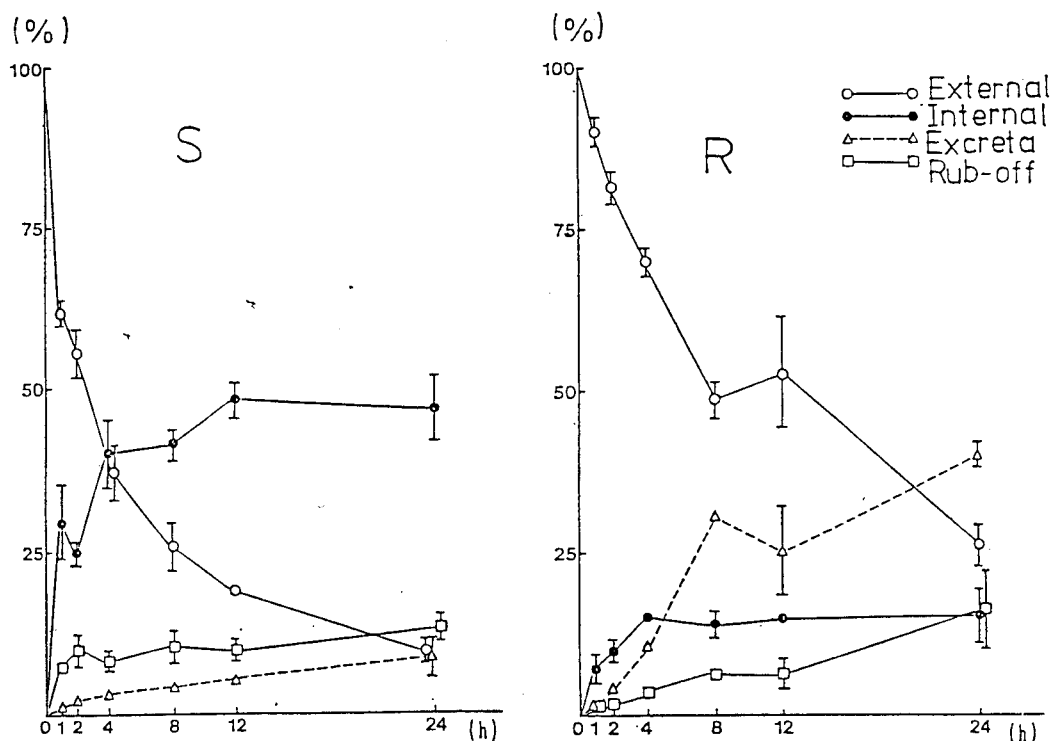 (%)
100
75
50
25
S
0 1 2 4 8 12 24 (h)
(%)
100
75
50
25
R
External
Internal
Excreta
Rub-off
0 1 2 4 8 12 24 (h)